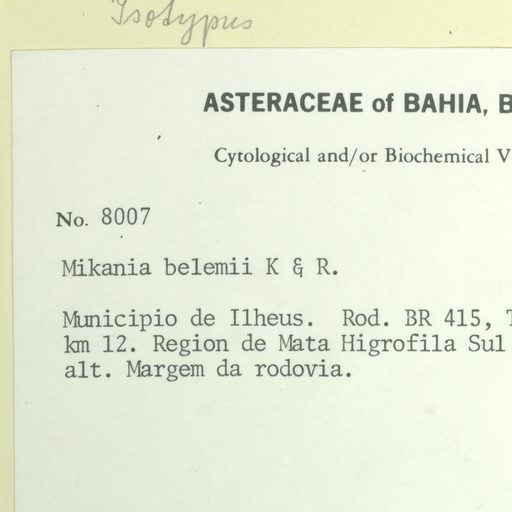 Isotypus
ASTERACEAE of BAHIA,
Cytological and/or Biochemical
No. 8007
Mikania belemii K & R.
Municipio de Ilheus. Rod. BR 415,
km 12. Region de Mata Higrofila Sul
alt. Margem da rodovia.